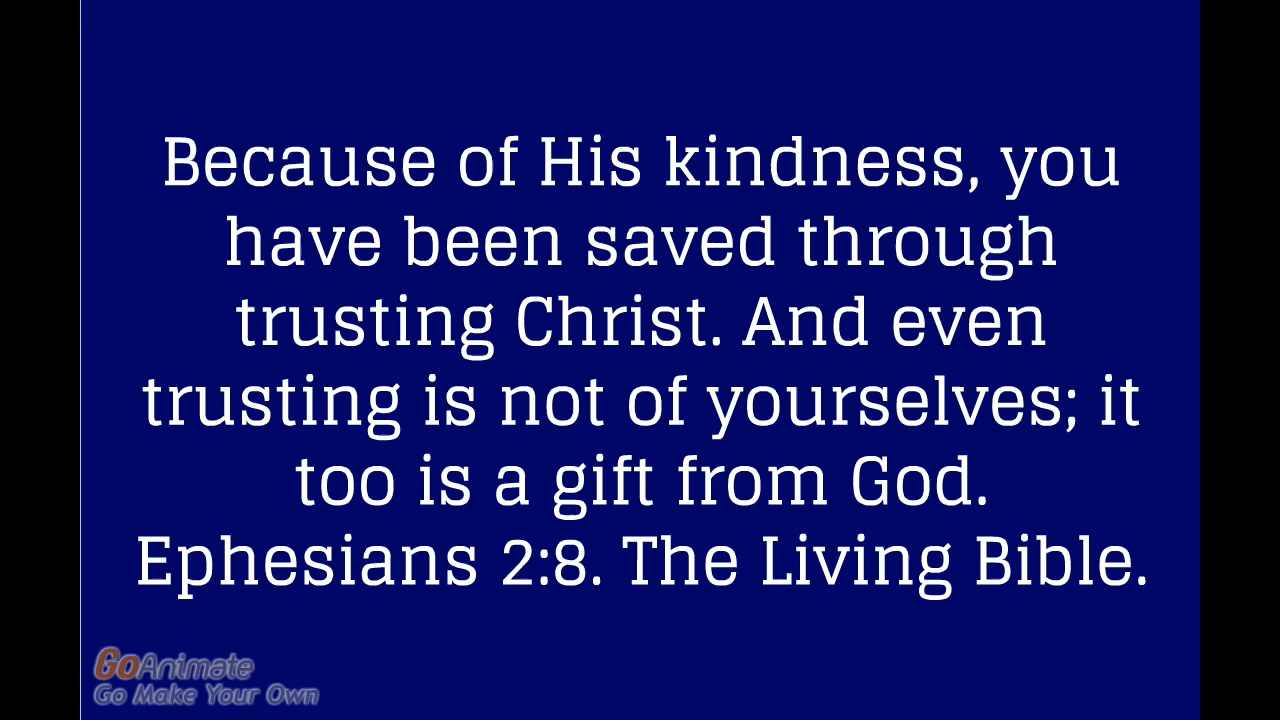 Because of His kindness, you
have been saved through
trusting Christ. And even
trusting is not of yourselves; it
too is a gift from God.
Ephesians 2:8. The Living Bible.
GoAnimate
Go Make Your Own